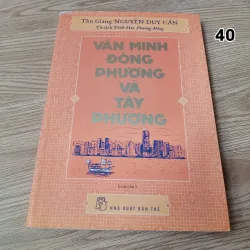 40
Thu Giang NGUYỄN DUY CẦN
Tủ sách Triết Học Phương Đông
VĂN MINH
ĐÔNG
PHƯƠNG
VÀ
TÂY
PHƯƠNG
NHÀ XUẤT BẢN TRẺ